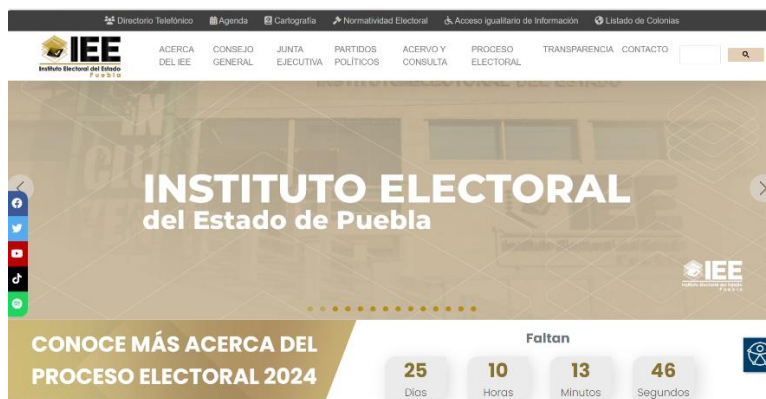 Directorio Telefónico Agenda Cartografía Normatividad Electoral Acceso igualitario de Información Listado de Colonias
IEE
Instituto Electoral del Estado
Puebla
ACERCA DEL IEE
CONSEJO GENERAL
JUNTA EJECUTIVA
PARTIDOS POLÍTICOS
ACERVO Y CONSULTA
PROCESO ELECTORAL
TRANSPARENCIA
CONTACTO
INSTITUTO ELECTORAL
del Estado de Puebla
IEE
Instituto Electoral del Estado
Puebla
CONOCE MÁS ACERCA DEL
PROCESO ELECTORAL 2024
Faltan
25 10 13 46
Días Horas Minutos Segundos